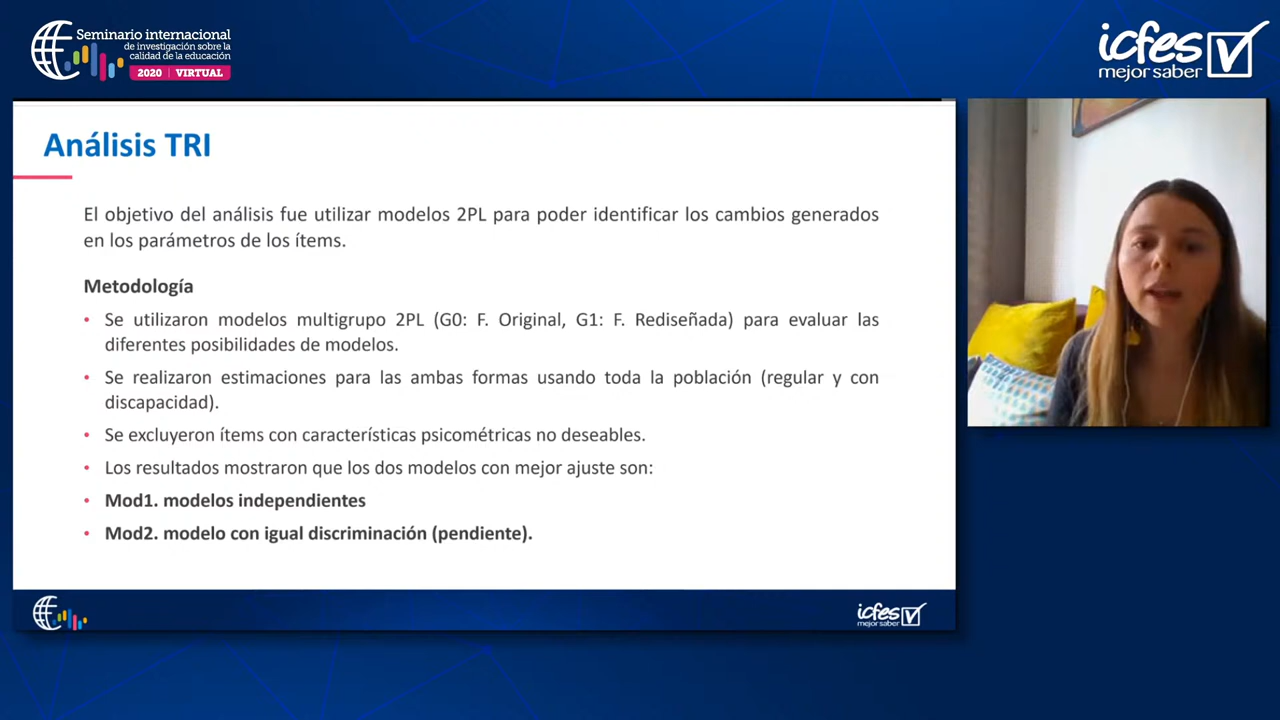 Seminario internacional
de investigación sobre la
calidad de la educación
2020 | VIRTUAL
icfes
mejor saber
Análisis TRI
El objetivo del análisis fue utilizar modelos 2PL para poder identificar los cambios generados
en los parámetros de los ítems.
Metodología
• Se utilizaron modelos multigrupo 2PL (G0: F. Original, G1: F. Rediseñada) para evaluar las
diferentes posibilidades de modelos.
• Se realizaron estimaciones para las ambas formas usando toda la población (regular y con
discapacidad).
• Se excluyeron ítems con características psicométricas no deseables.
• Los resultados mostraron que los dos modelos con mejor ajuste son:
• Mod1. modelos independientes
• Mod2. modelo con igual discriminación (pendiente).
icfes
mejor saber